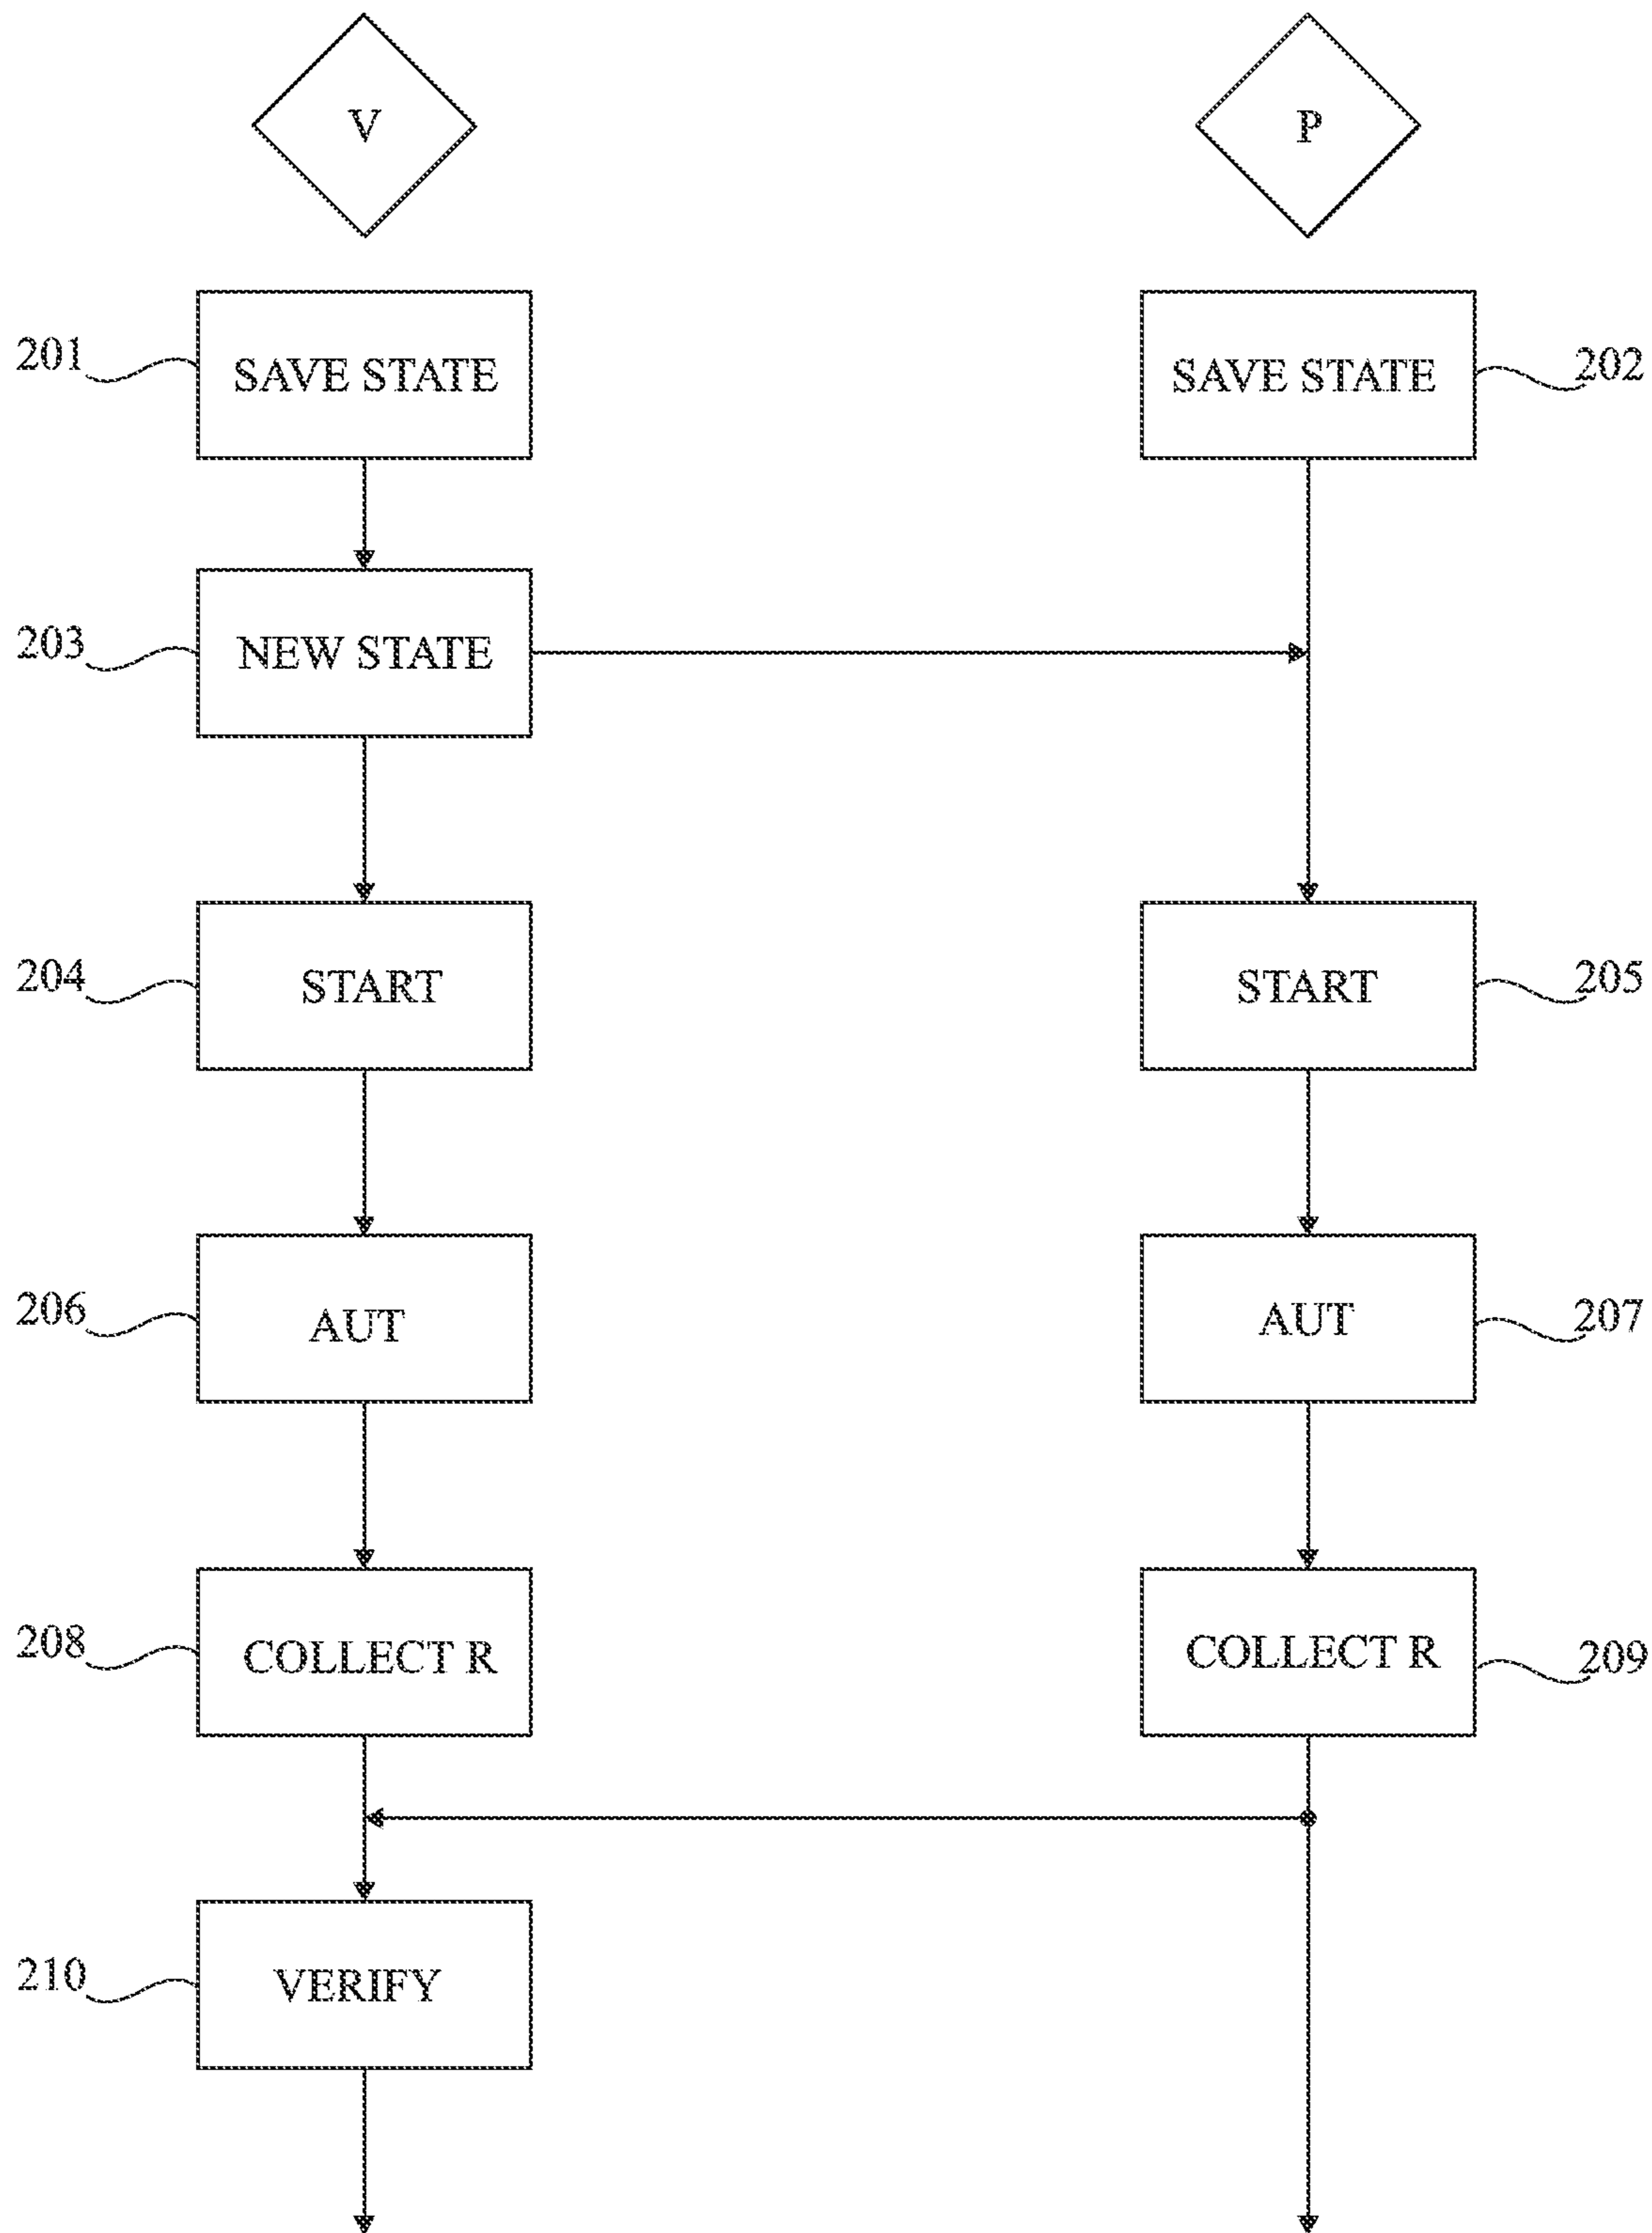 V
P
201
SAVE STATE
SAVE STATE
202
203
NEW STATE
204
START
START
205
206
AUT
AUT
207
208
COLLECT R
COLLECT R
209
210
VERIFY